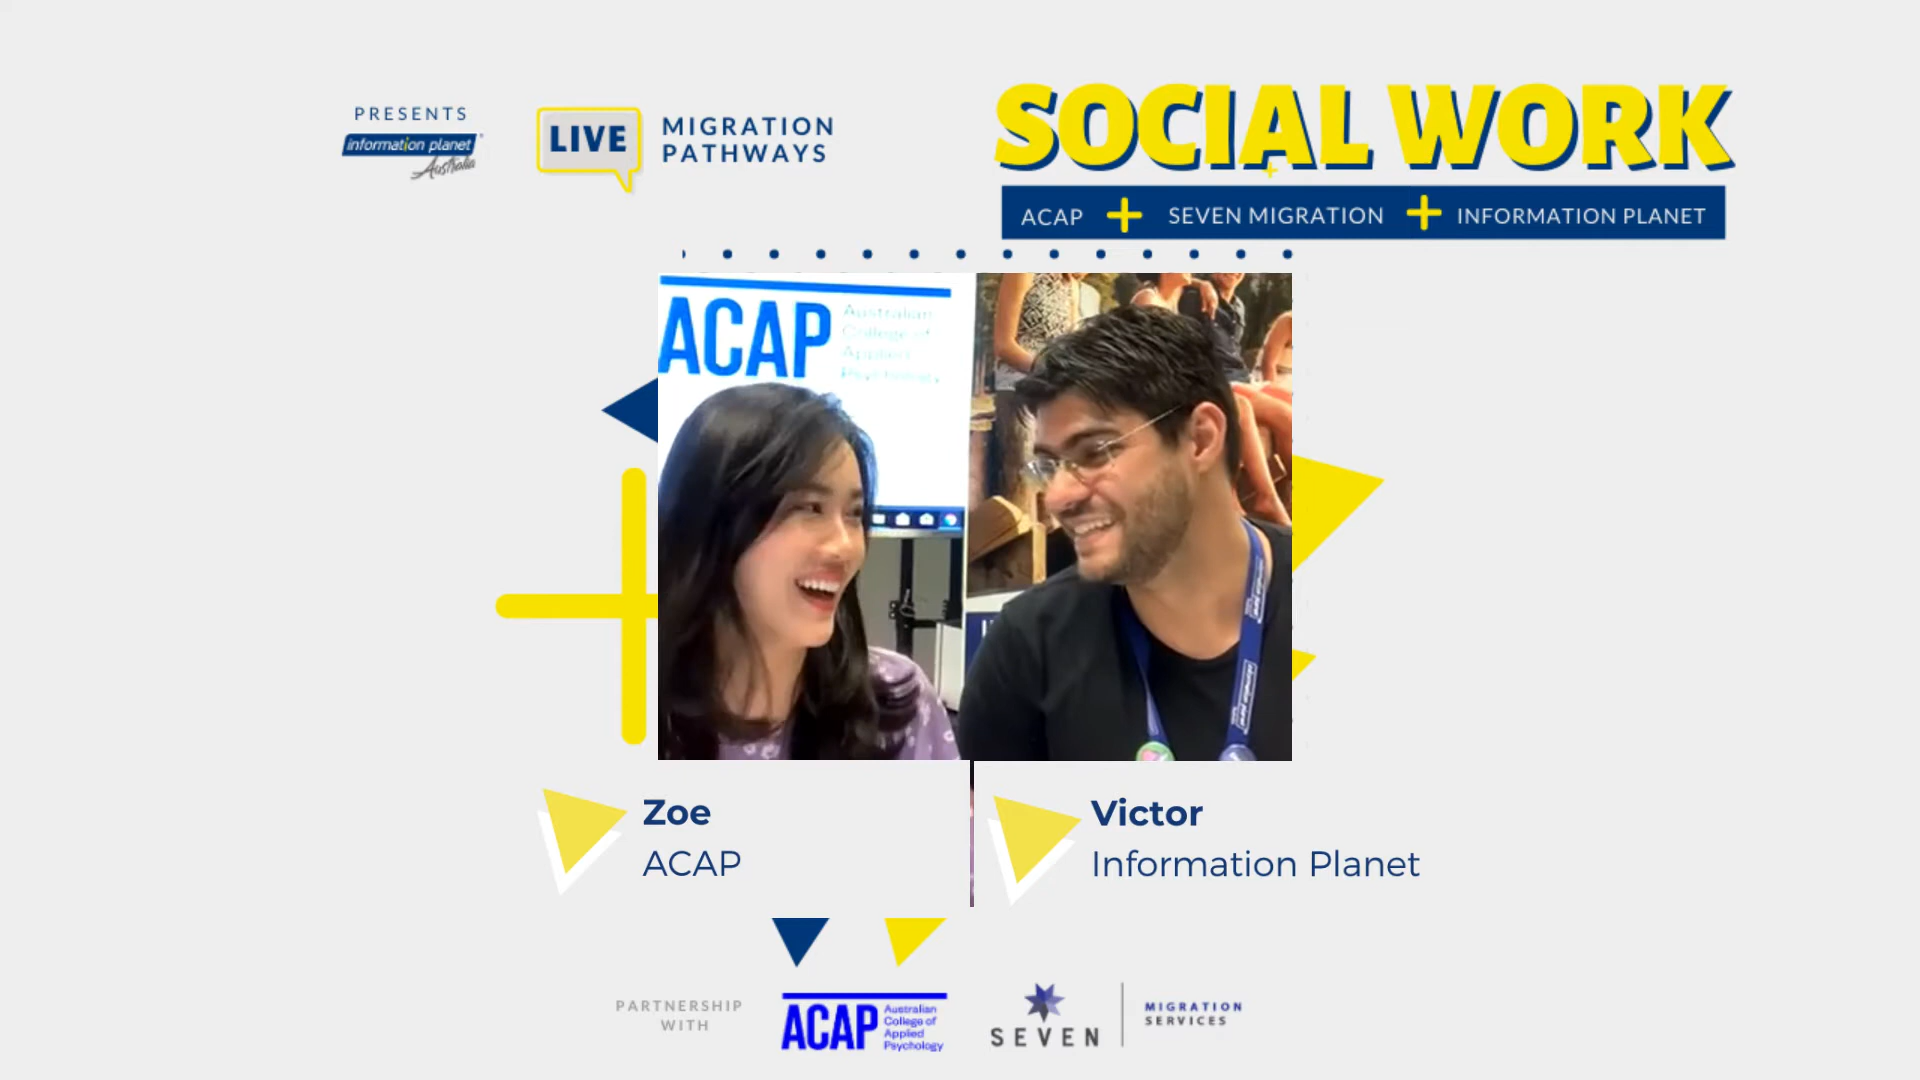 PRESENTS
information planet
Australia
LIVE
MIGRATION
PATHWAYS
SOCIAL WORK
ACAP + SEVEN MIGRATION + INFORMATION PLANET
ACAP
Australian
College of
Applied
Psychology
Zoe
ACAP
Victor
Information Planet
PARTNERSHIP
WITH
ACAP
Australian
College of
Applied
Psychology
SEVEN
MIGRATION
SERVICES